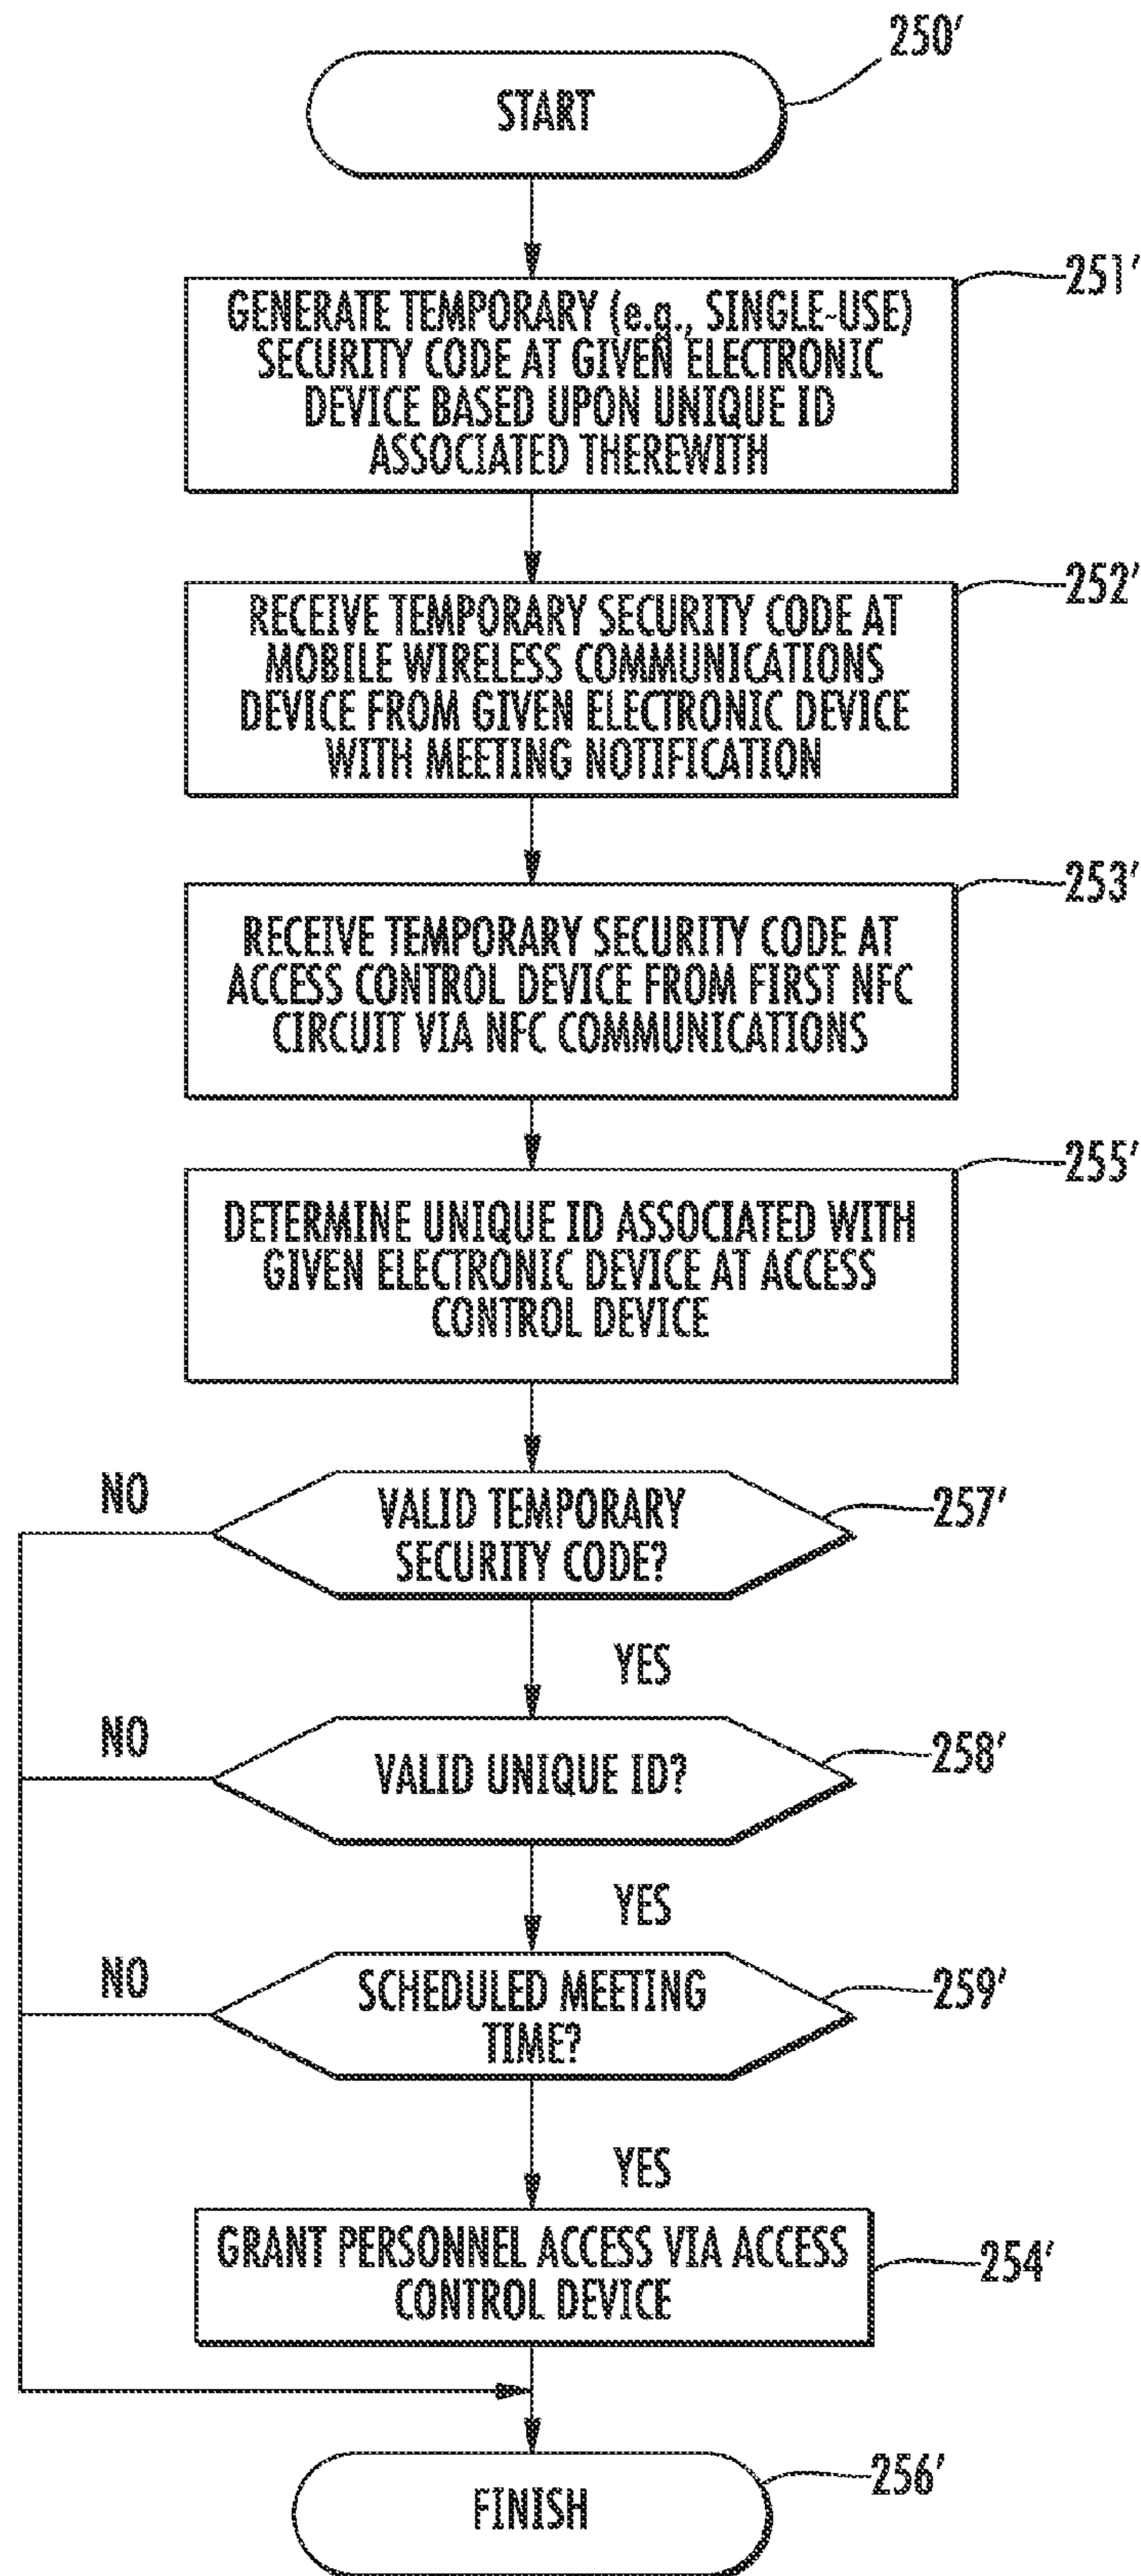 250'
START
251'
GENERATE TEMPORARY (e.g., SINGLE-USE)
SECURITY CODE AT GIVEN ELECTRONIC
DEVICE BASED UPON UNIQUE ID
ASSOCIATED THEREWITH
252'
RECEIVE TEMPORARY SECURITY CODE AT
MOBILE WIRELESS COMMUNICATIONS
DEVICE FROM GIVEN ELECTRONIC DEVICE
WITH MEETING NOTIFICATION
253'
RECEIVE TEMPORARY SECURITY CODE AT
ACCESS CONTROL DEVICE FROM FIRST NFC
CIRCUIT VIA NFC COMMUNICATIONS
255'
DETERMINE UNIQUE ID ASSOCIATED WITH
GIVEN ELECTRONIC DEVICE AT ACCESS
CONTROL DEVICE
NO
VALID TEMPORARY
SECURITY CODE?
257'
YES
NO
VALID UNIQUE ID?
258'
YES
NO
SCHEDULED MEETING
TIME?
259'
YES
GRANT PERSONNEL ACCESS VIA ACCESS
CONTROL DEVICE
254'
FINISH
256'